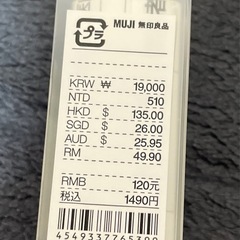 プラ
MUJI 無印良品
KRW ₩ 19,000
NTD 510
HKD $ 135.00
SGD $ 26.00
AUD $ 25.95
RM 49.90
RMB 120元
税込 1490円